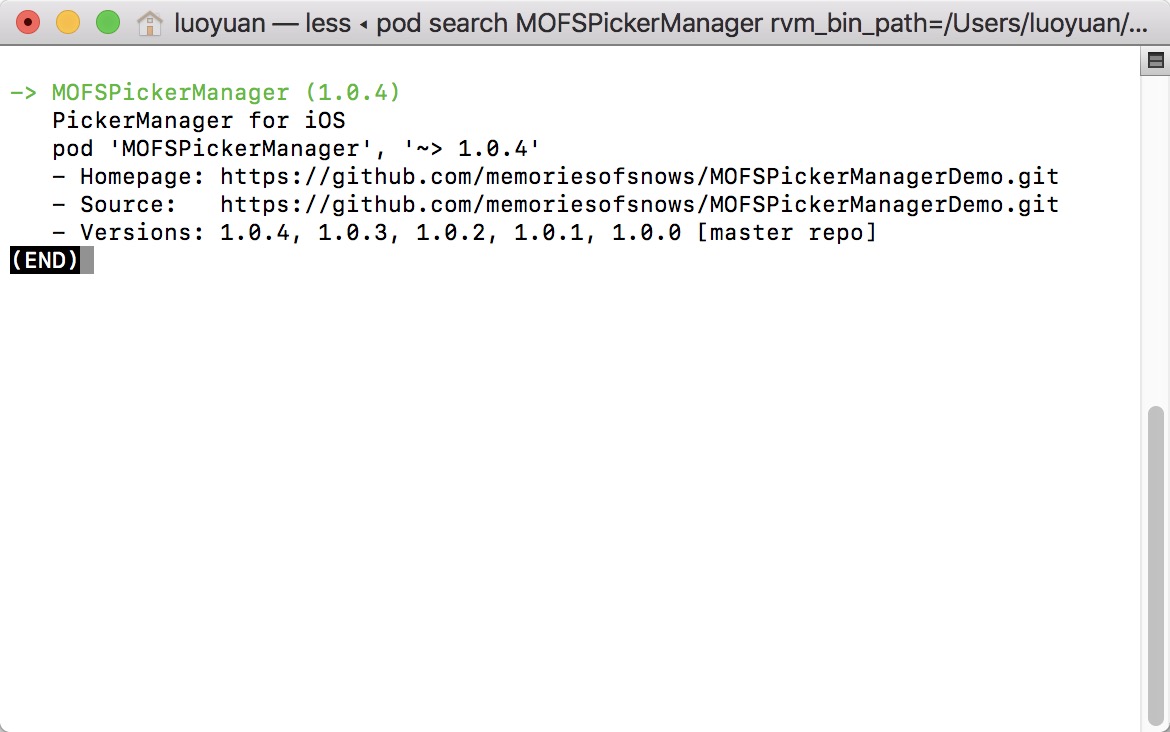 luoyuan — less ◂ pod search MOFSPickerManager rvm_bin_path=/Users/luoyuan/...
-> MOFSPickerManager (1.0.4)
PickerManager for iOS
pod 'MOFSPickerManager', '~> 1.0.4'
- Homepage: https://github.com/memoriesofsnows/MOFSPickerManagerDemo.git
- Source:   https://github.com/memoriesofsnows/MOFSPickerManagerDemo.git
- Versions: 1.0.4, 1.0.3, 1.0.2, 1.0.1, 1.0.0 [master repo]
(END)